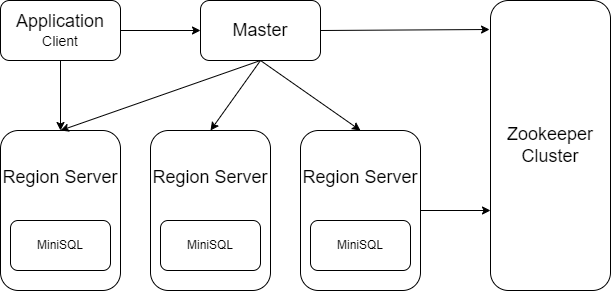 Application
Client
Master
Zookeeper
Cluster
Region Server
Region Server
Region Server
MiniSQL
MiniSQL
MiniSQL